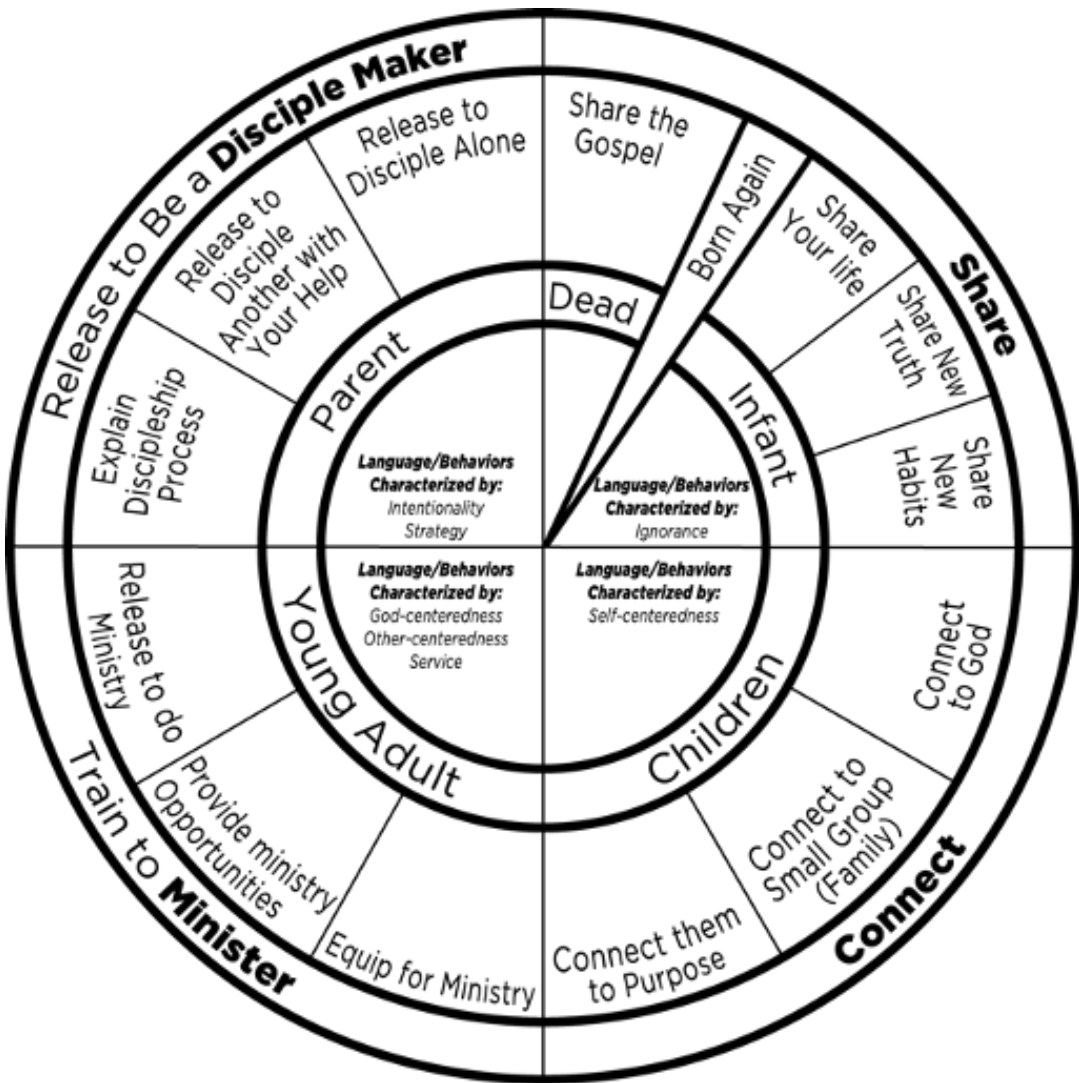 Share
Share the
Gospel
Born Again
Share
Your life
Share New
Truth
Share
New
Habits
Dead
Infant
Language/Behaviors
Characterized by:
Ignorance
Connect
Connect
to God
Connect to
Small Group
(Family)
Connect them
to Purpose
Children
Language/Behaviors
Characterized by:
Self-centeredness
Train to Minister
Equip for Ministry
Provide ministry
Opportunities
Release to do
Ministry
Young Adult
Language/Behaviors
Characterized by:
God-centeredness
Other-centeredness
Service
Release to Be a Disciple Maker
Explain
Discipleship
Process
Release to
Disciple
Another with
Your Help
Release to
Disciple Alone
Parent
Language/Behaviors
Characterized by:
Intentionality
Strategy